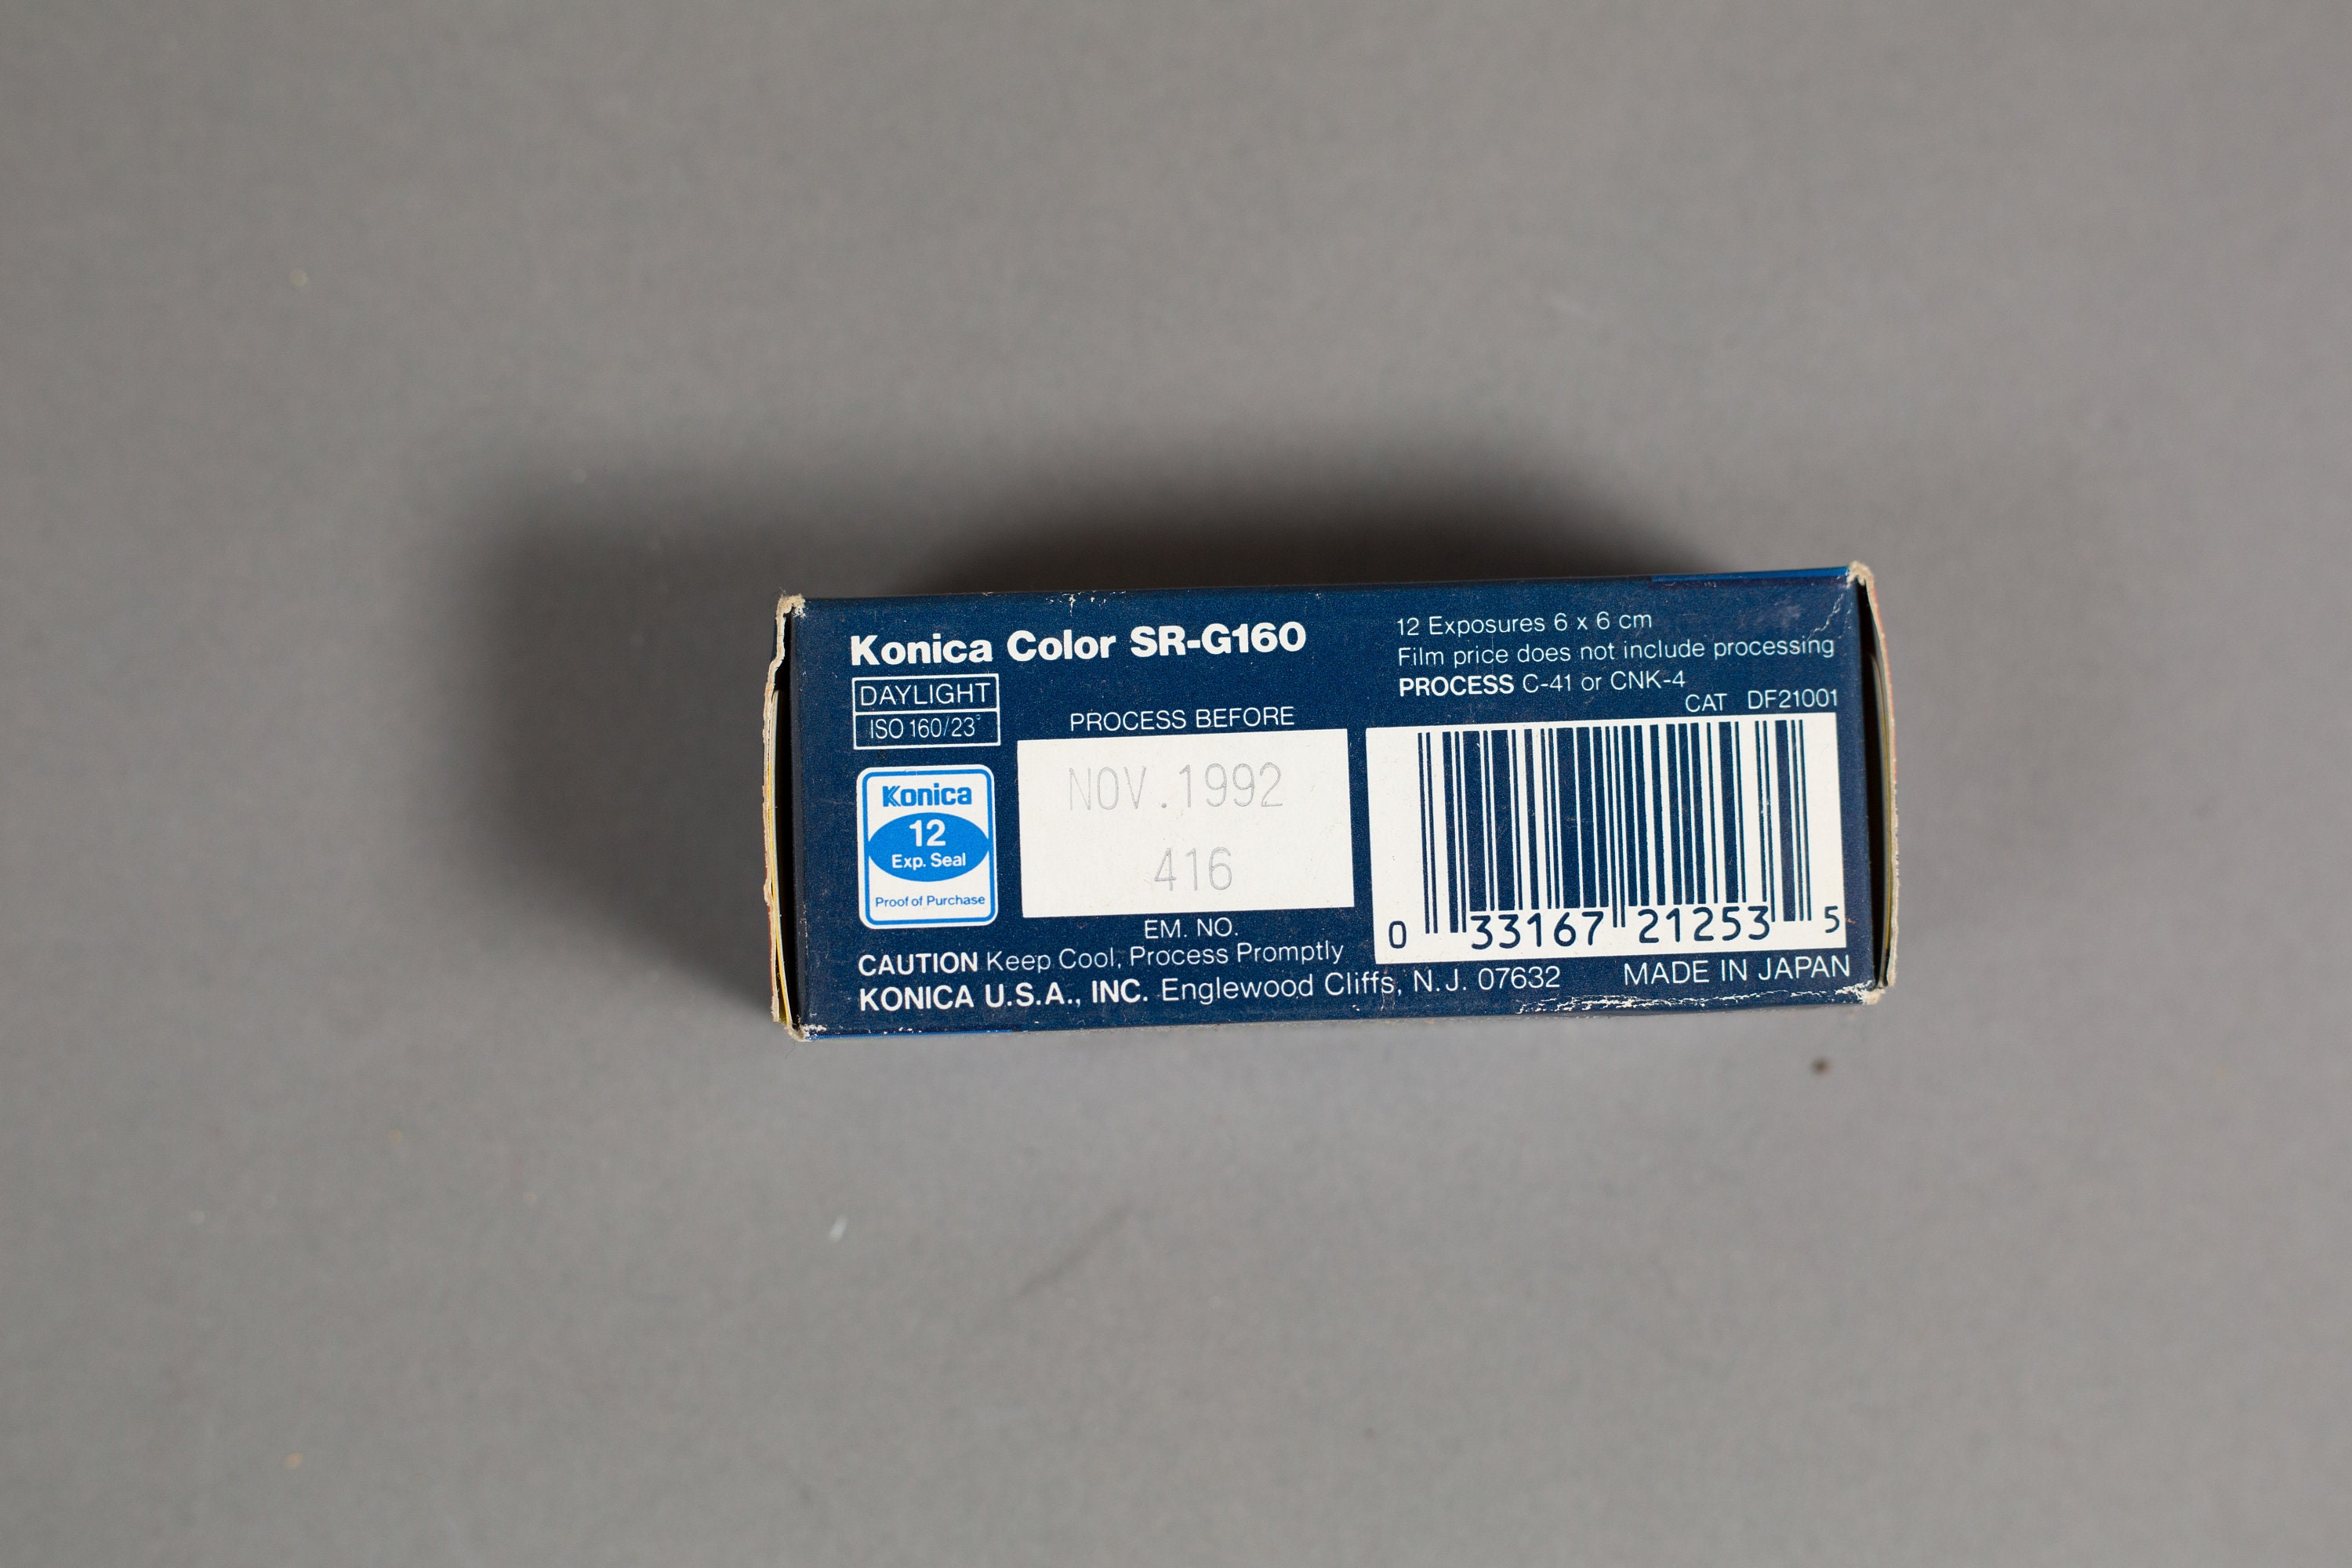 Konica Color SR-G160
DAYLIGHT
ISO 160/23°
12 Exposures 6 x 6 cm
Film price does not include processing
PROCESS C-41 or CNK-4
CAT DF21001
PROCESS BEFORE
NOV.1992
416
EM. NO.
Konica
12
Exp. Seal
Proof of Purchase
0 33167 21253 5
CAUTION Keep Cool, Process Promptly
KONICA U.S.A., INC. Englewood Cliffs, N.J. 07632
MADE IN JAPAN